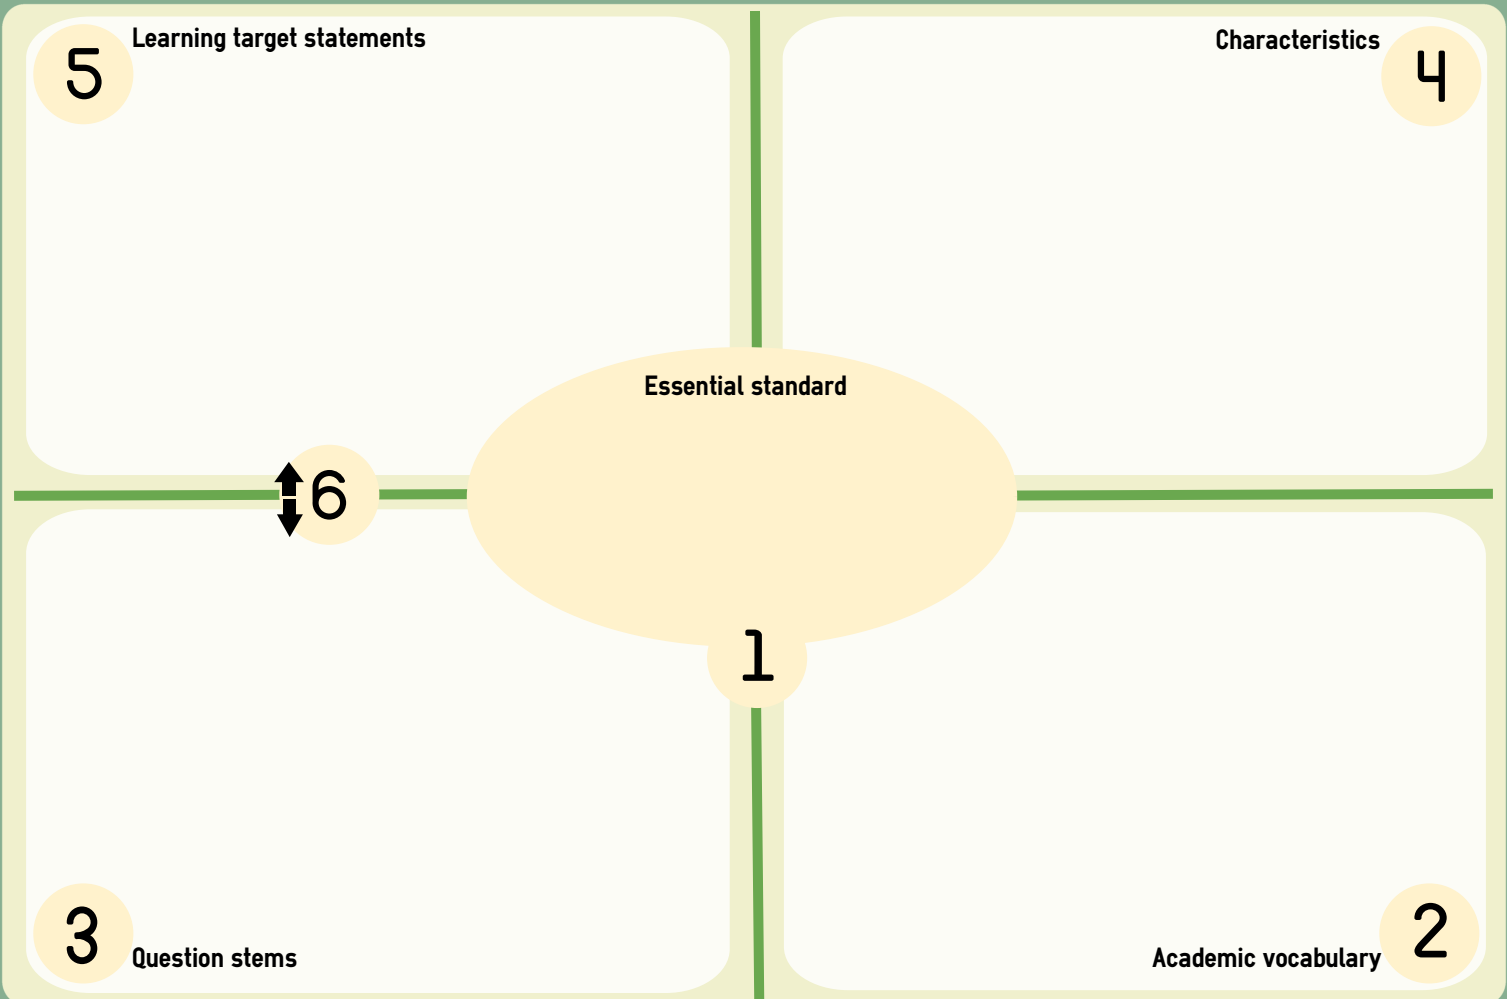 5 Learning target statements
Characteristics 4
Essential standard
6
1
3 Question stems
Academic vocabulary 2